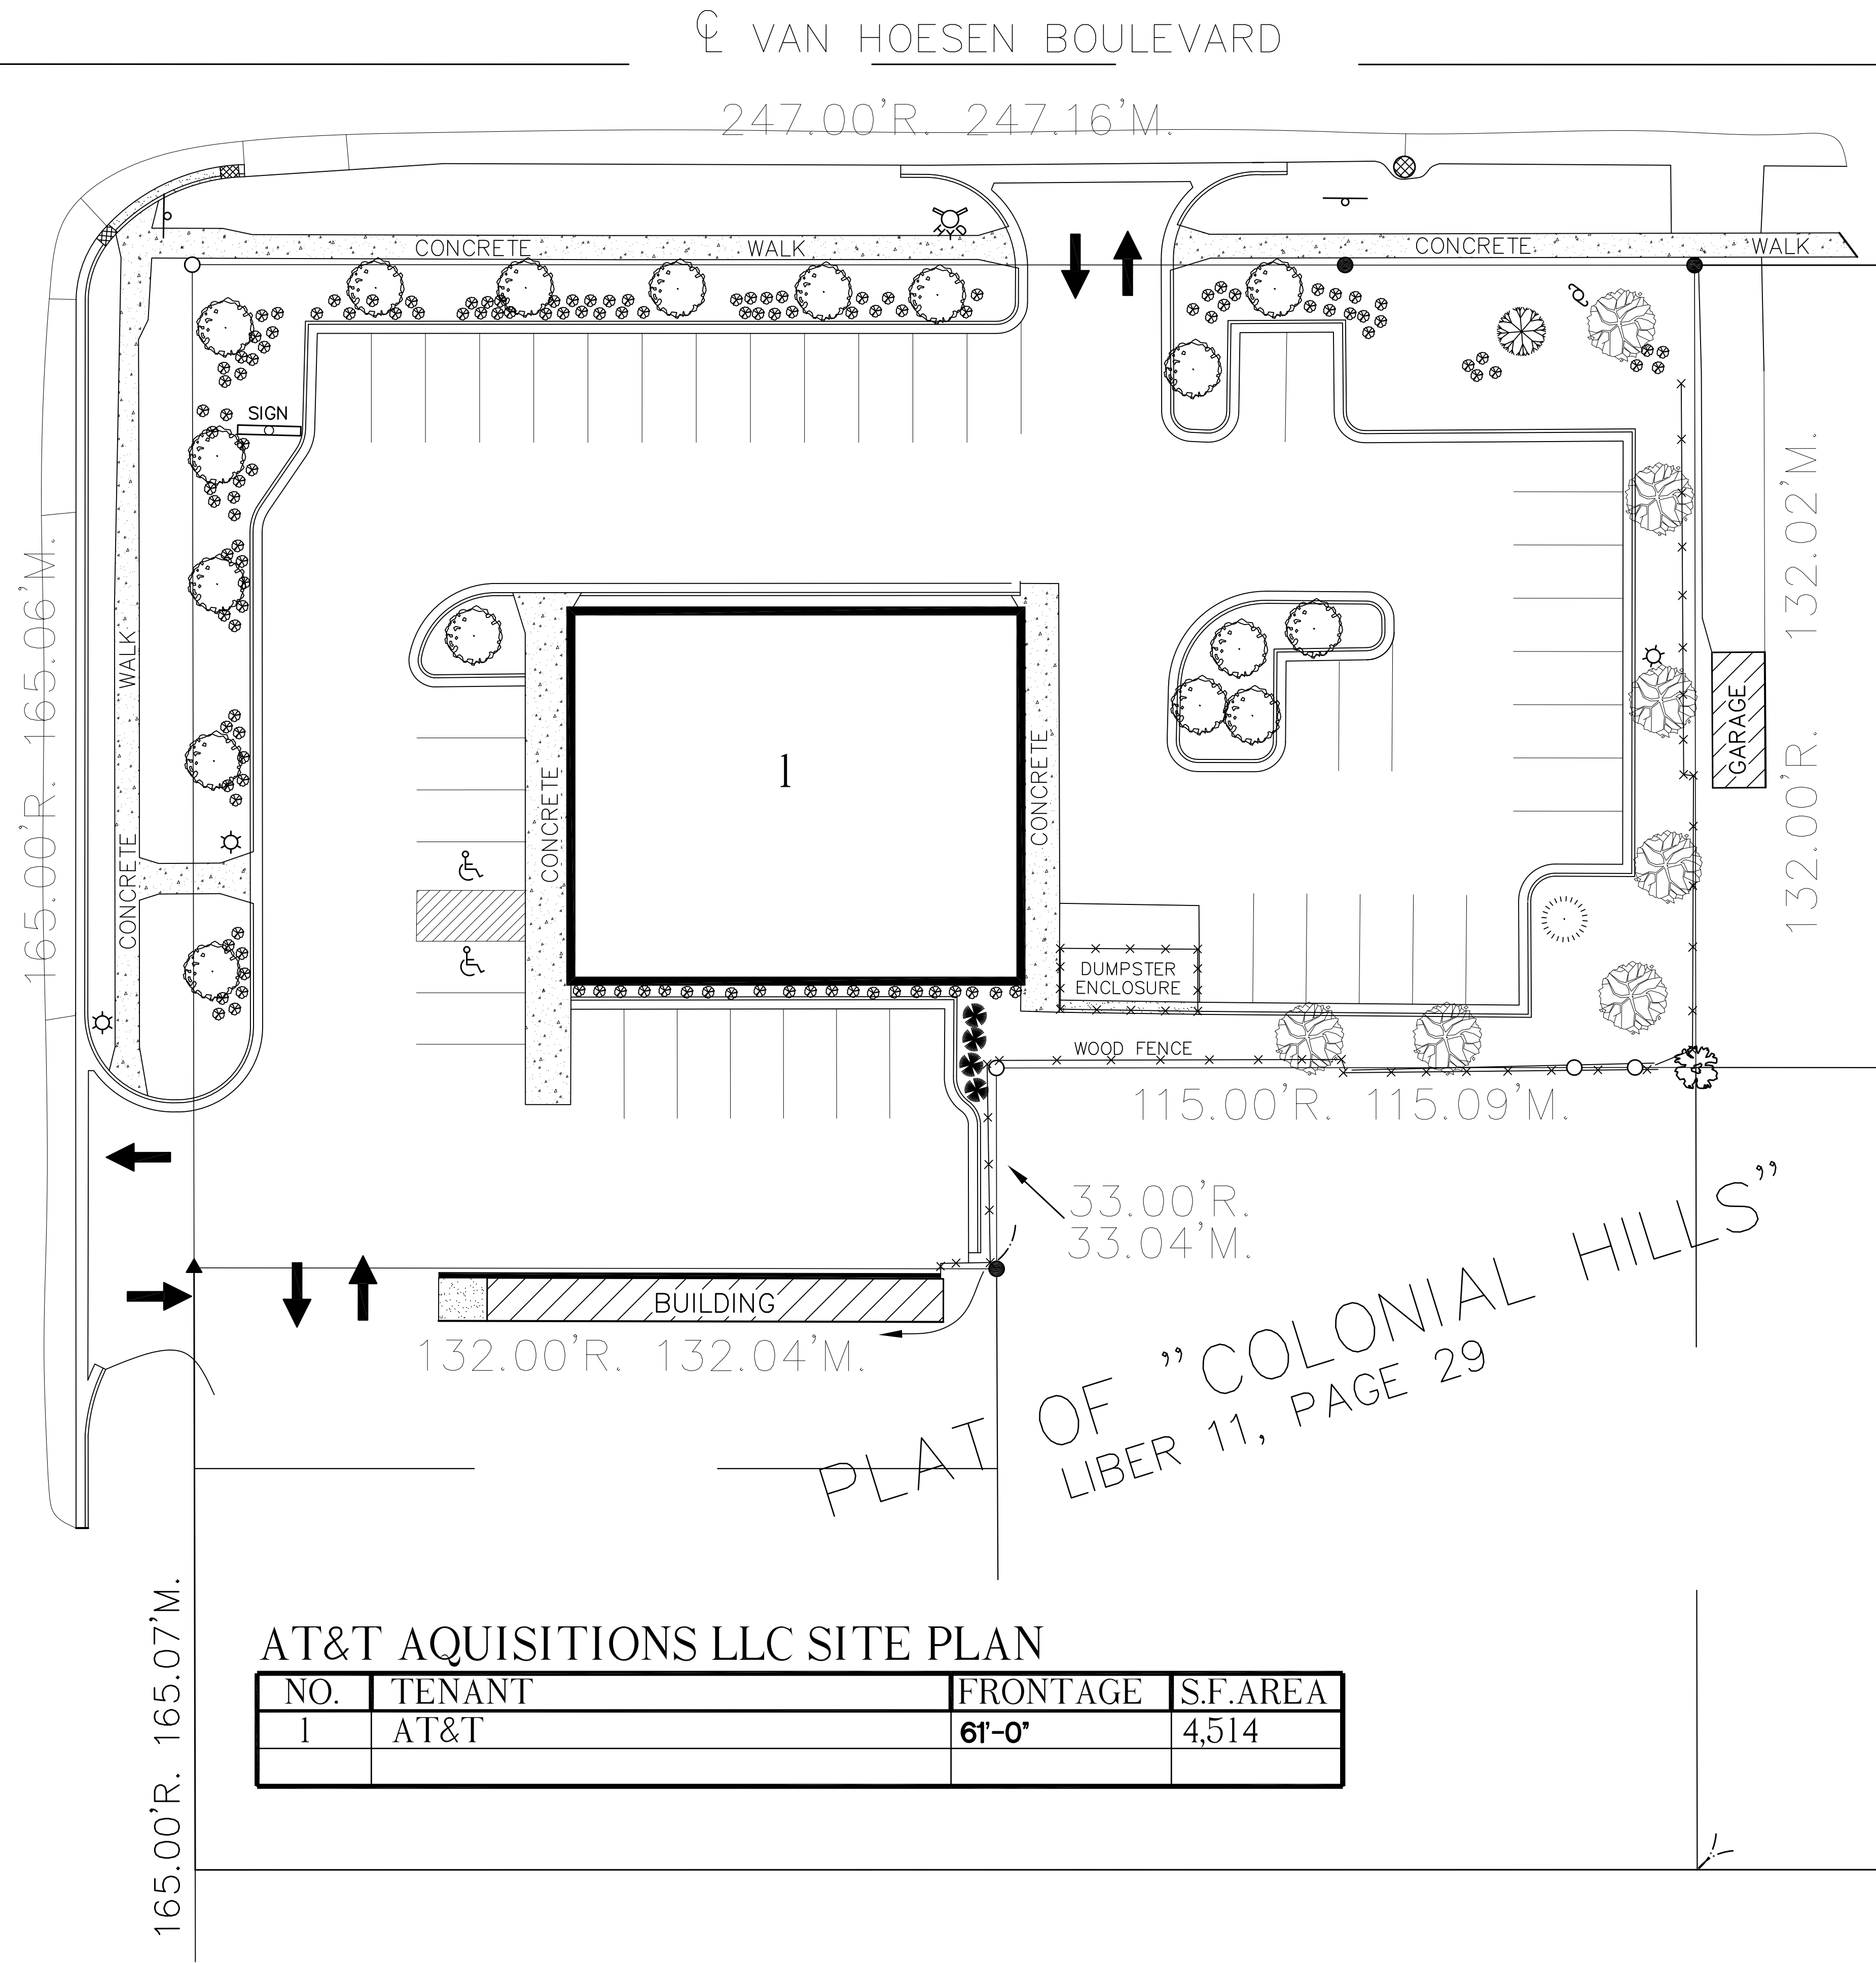 ℄ VAN HOESEN BOULEVARD
247.00'R. 247.16'M.
HYD
CONCRETE WALK
CONCRETE WALK
SIGN
165.00'R. 165.06'M.
CONCRETE WALK
132.00'R. 132.02'M.
GARAGE
CONCRETE
1
CONCRETE
DUMPSTER
ENCLOSURE
WOOD FENCE
115.00'R. 115.09'M.
33.00'R.
33.04'M.
BUILDING
132.00'R. 132.04'M.
PLAT OF "COLONIAL HILLS"
LIBER 11, PAGE 29
165.00'R. 165.07'M.
AT&T AQUISITIONS LLC SITE PLAN
NO. TENANT FRONTAGE S.F.AREA
1 AT&T 61'-0" 4,514